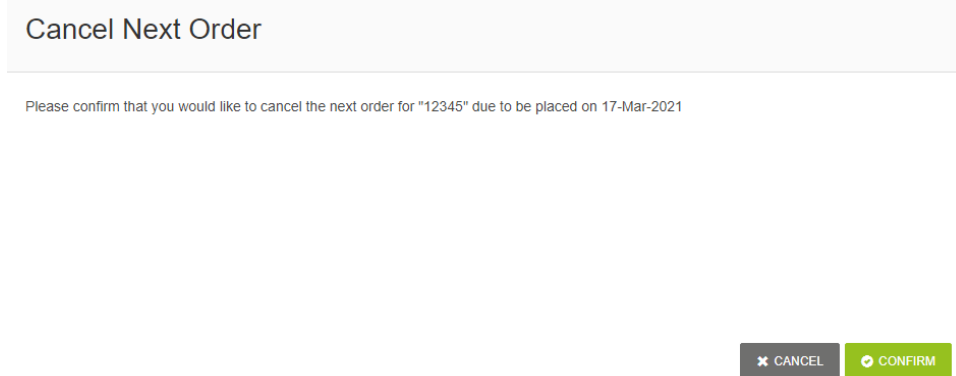 Cancel Next Order
Please confirm that you would like to cancel the next order for "12345" due to be placed on 17-Mar-2021
CANCEL
CONFIRM